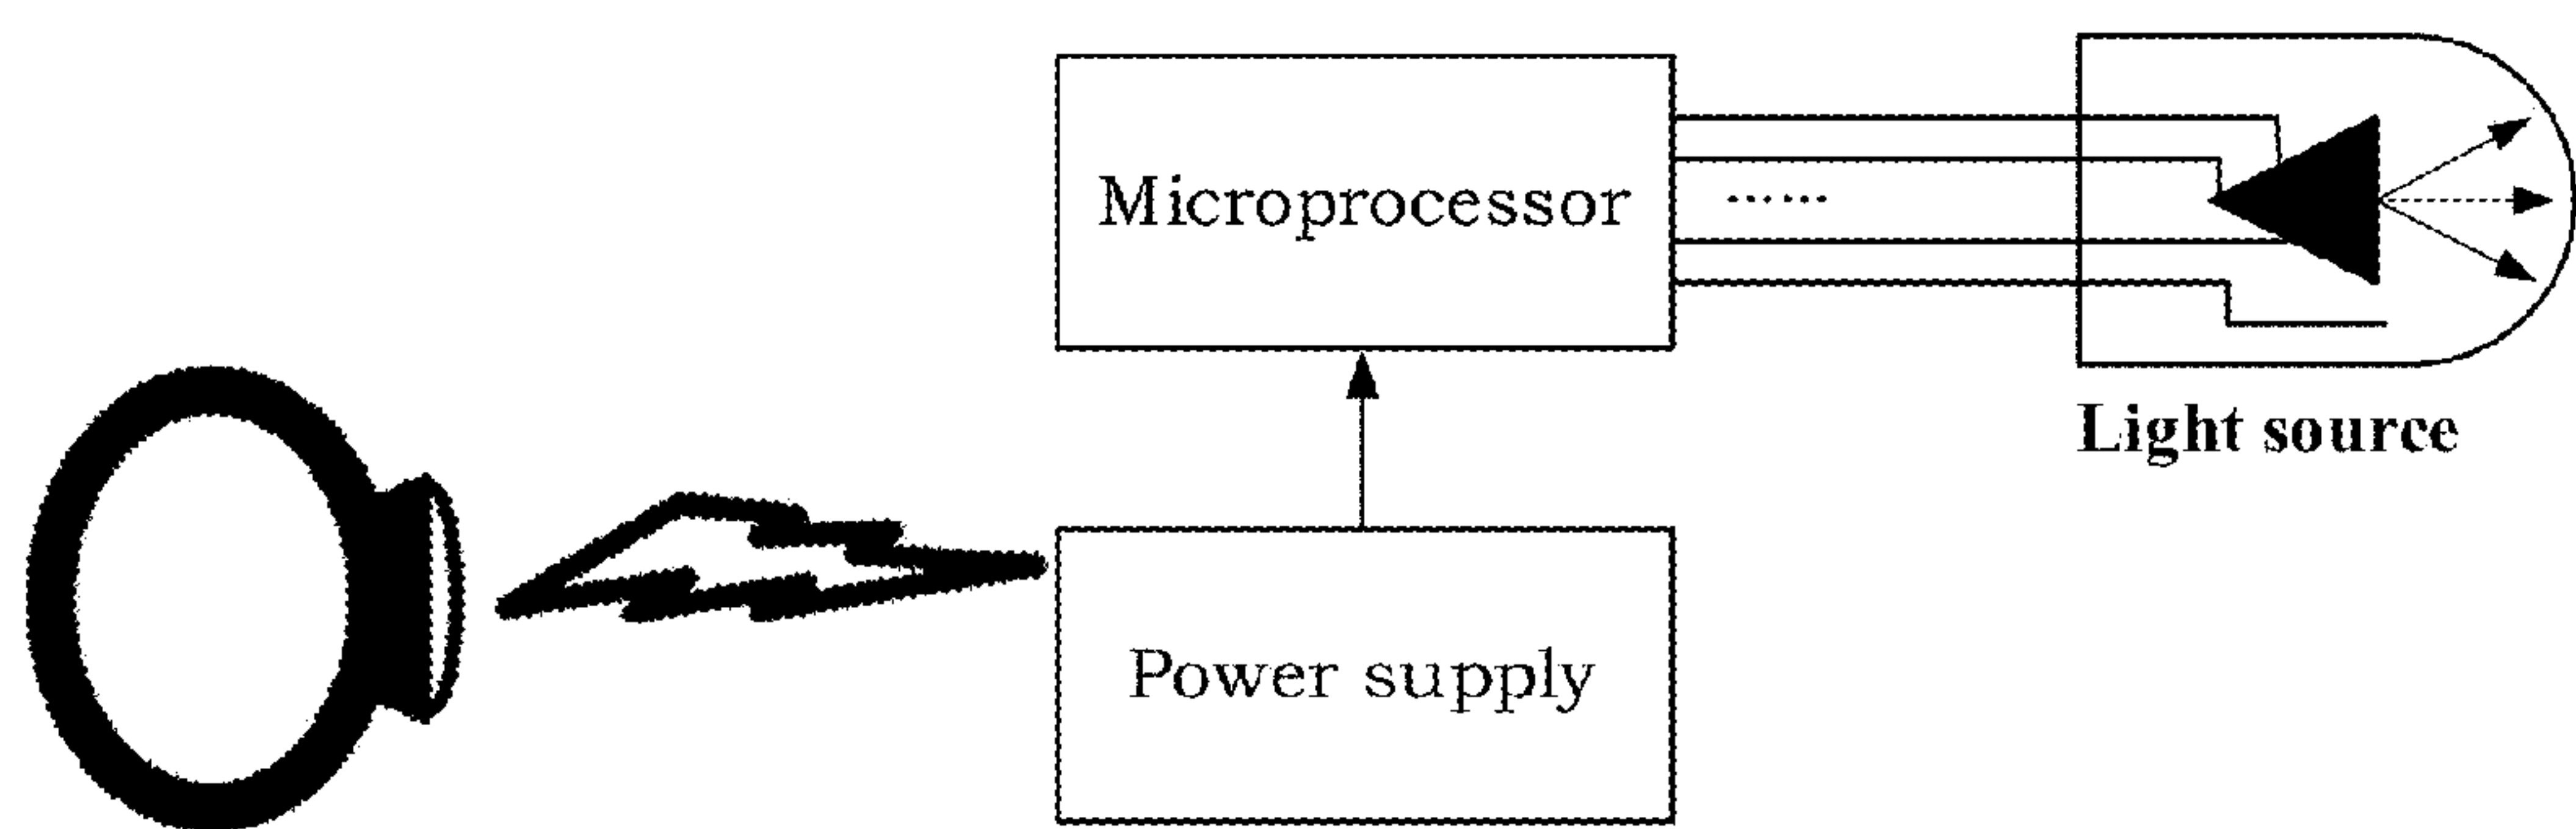 Microprocessor
......
Light source
Power supply